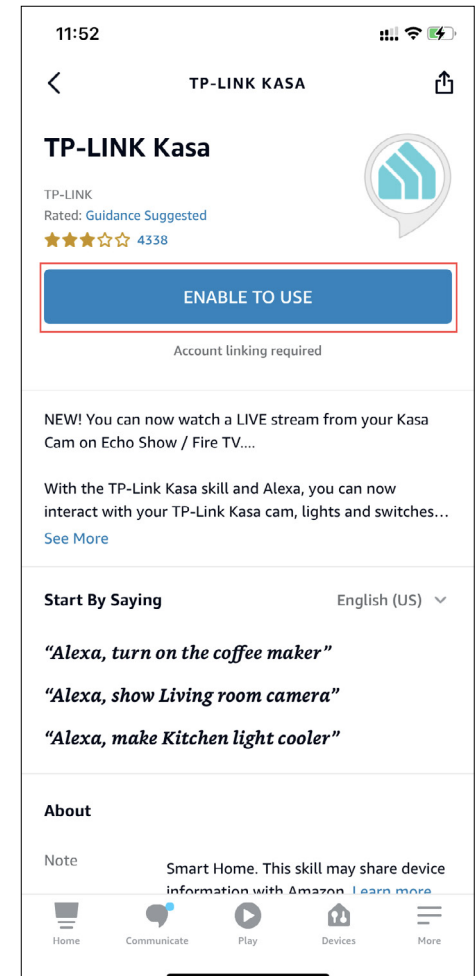 11:52
TP-LINK KASA
TP-LINK Kasa
TP-LINK
Rated: Guidance Suggested
4338
ENABLE TO USE
Account linking required
NEW! You can now watch a LIVE stream from your Kasa
Cam on Echo Show / Fire TV....
With the TP-Link Kasa skill and Alexa, you can now
interact with your TP-Link Kasa cam, lights and switches...
See More
Start By Saying
English (US)
“Alexa, turn on the coffee maker”
“Alexa, show Living room camera”
“Alexa, make Kitchen light cooler”
About
Note
Smart Home. This skill may share device
information with Amazon. Learn more
Home
Communicate
Play
Devices
More